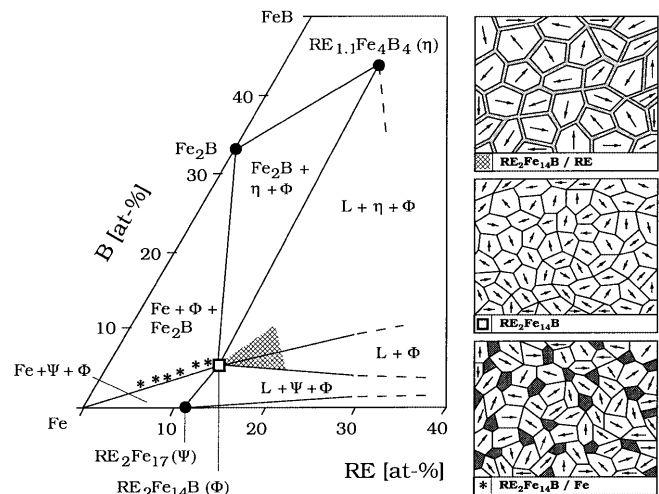 FeB
RE1.1Fe4B4 (η)
40
Fe2B
30
Fe2B +
η + Φ
B [at-%]
L + η + Φ
20
Fe + Φ +
Fe2B
10
Fe+Ψ+Φ
* * * * * *
L + Φ
L + Ψ + Φ
Fe
10
20
30
40
RE2Fe17 (Ψ)
RE [at-%]
RE2Fe14B (Φ)
RE2Fe14B / RE
RE2Fe14B
* RE2Fe14B / Fe